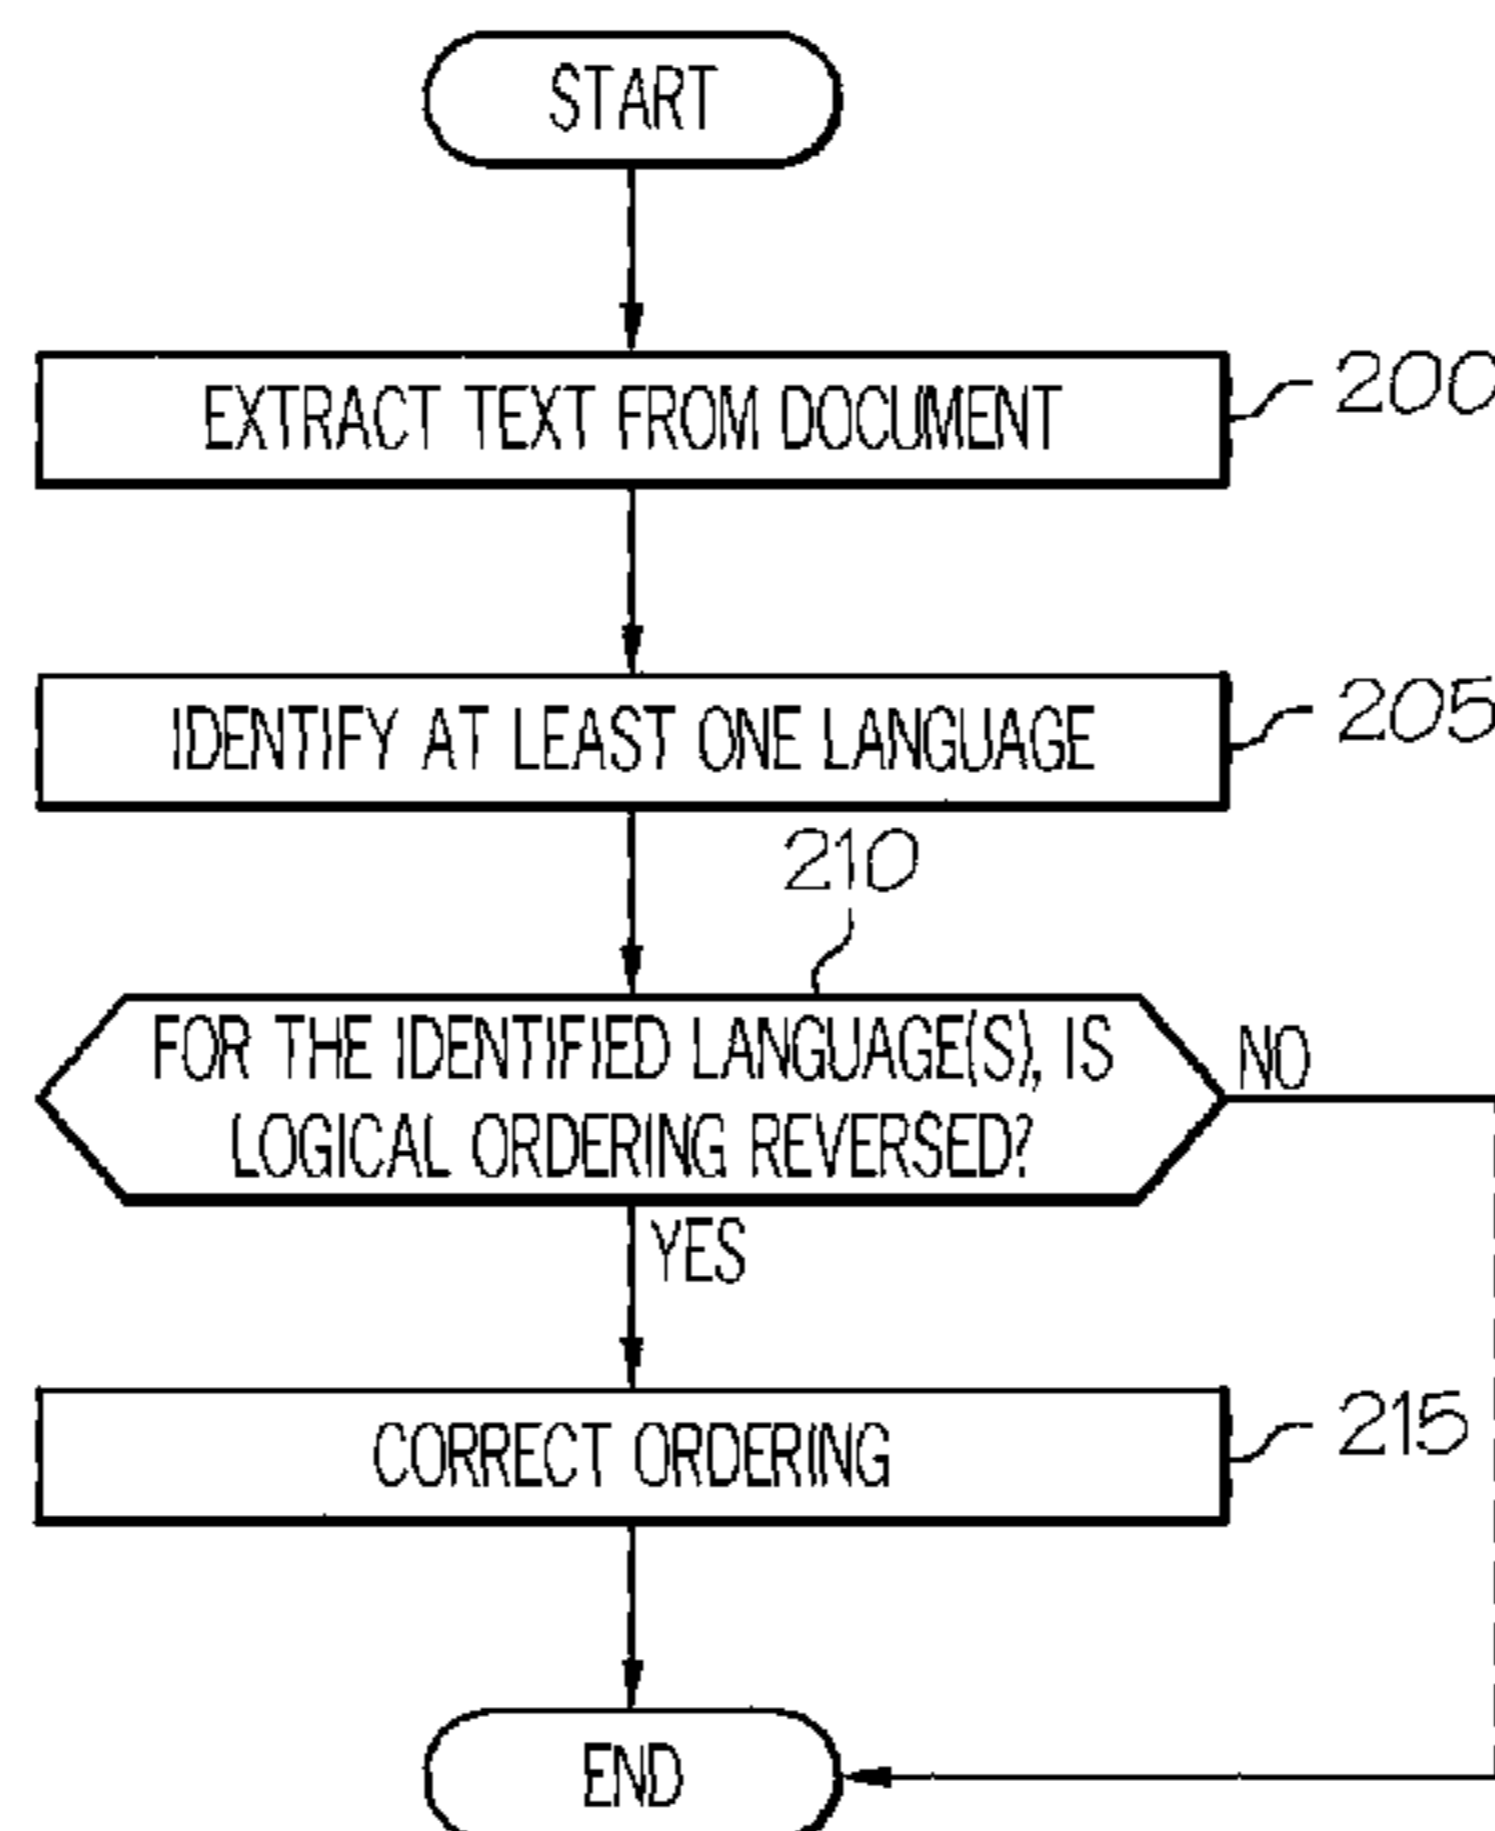 START
EXTRACT TEXT FROM DOCUMENT
200
IDENTIFY AT LEAST ONE LANGUAGE
205
210
FOR THE IDENTIFIED LANGUAGE(S), IS
LOGICAL ORDERING REVERSED?
NO
YES
CORRECT ORDERING
215
END